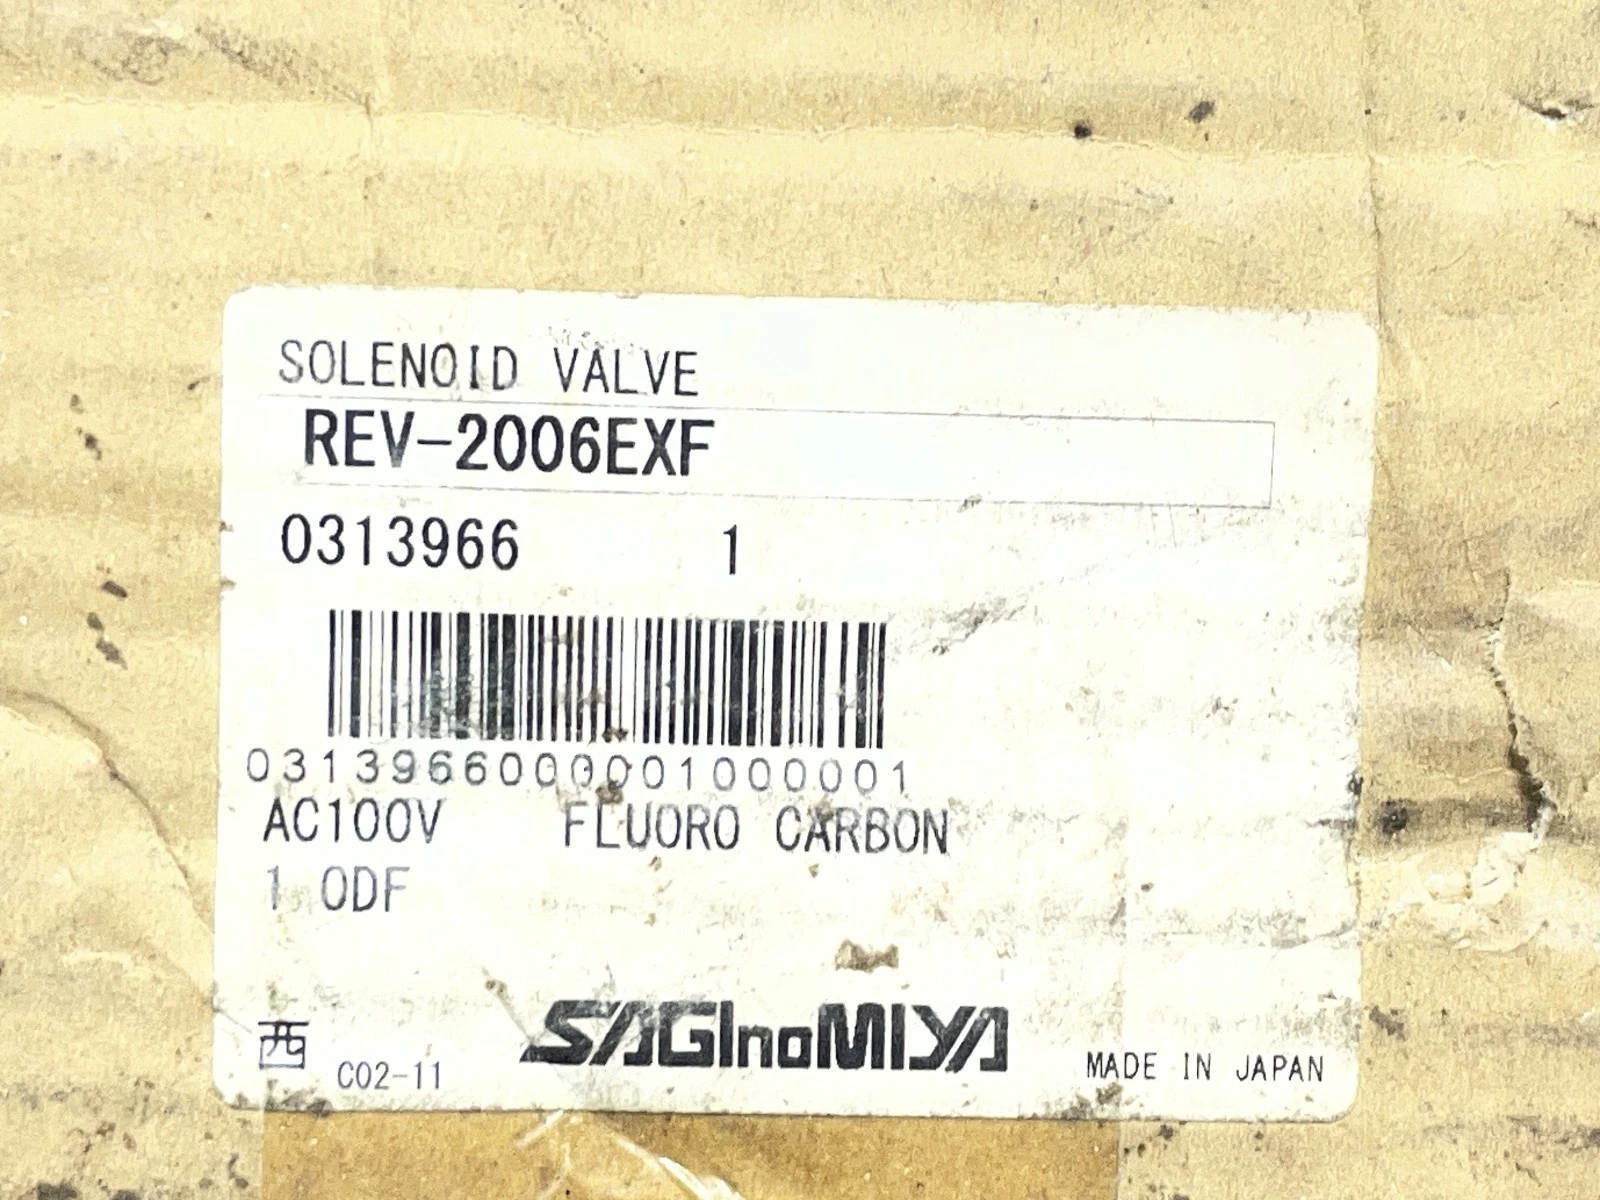 SOLENOID VALVE
REV-2006EXF
0313966 1
0313966000001000001
AC100V FLUORO CARBON
1 ODF
西 C02-11 SAGInoMIYA MADE IN JAPAN